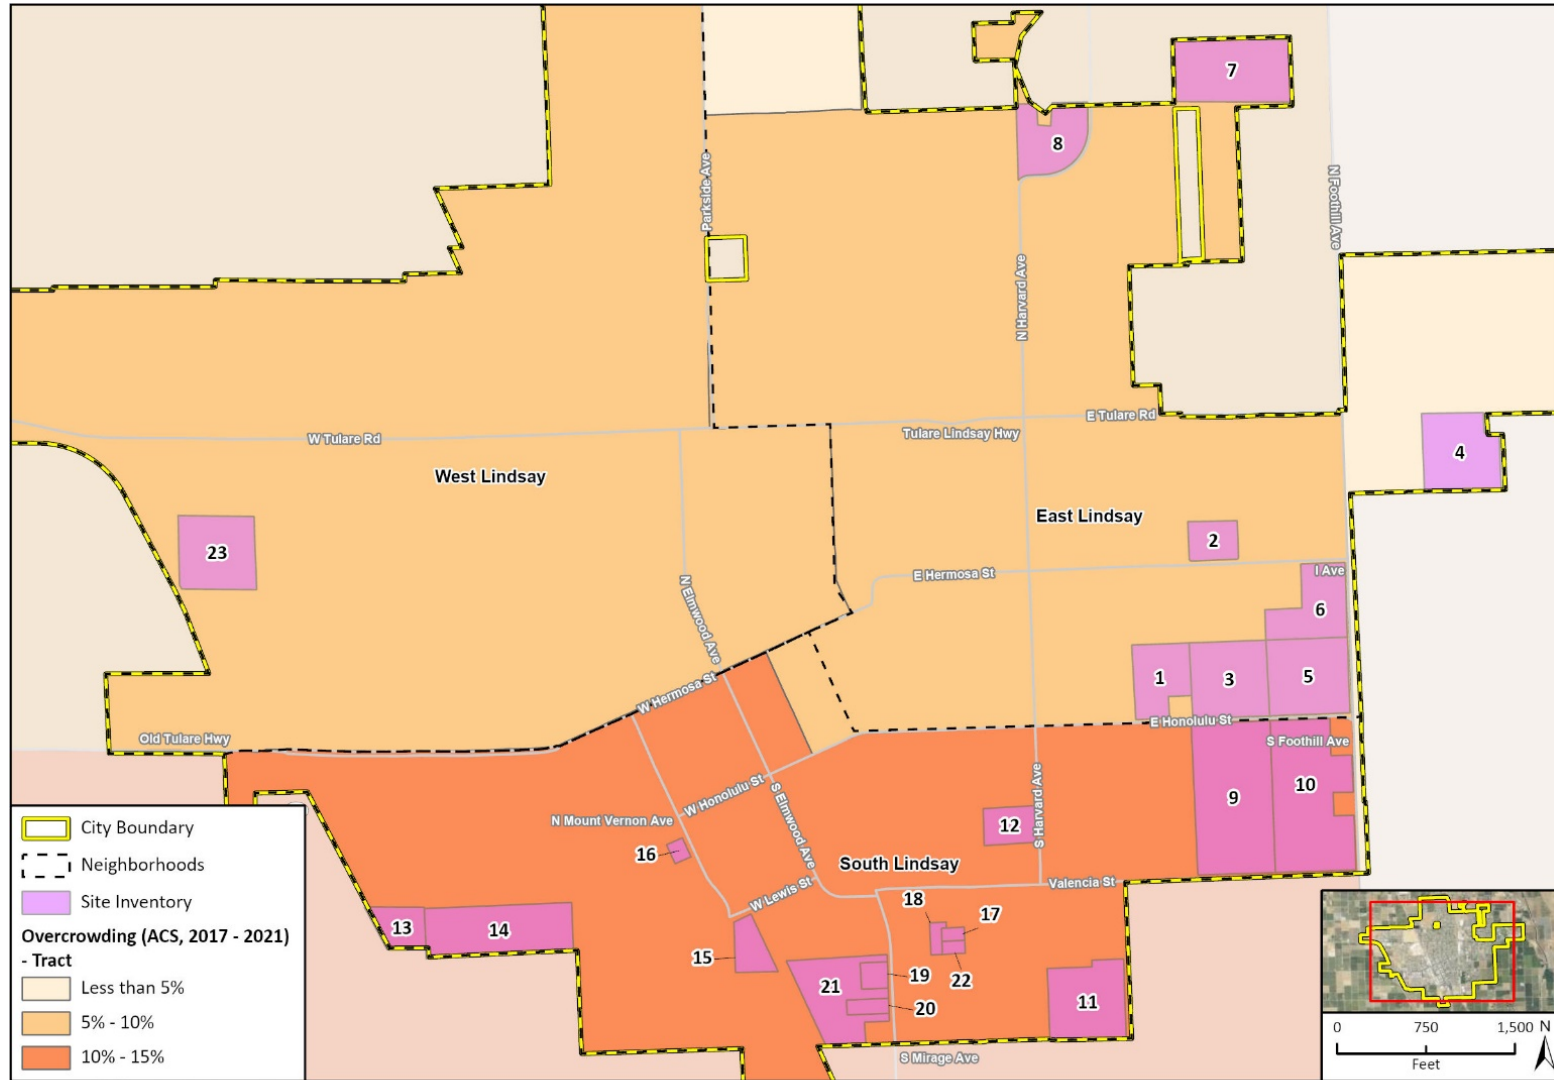 7
8
Parkside Ave
N Foothill Ave
N Harvard Ave
E Tulare Rd
Tulare Lindsay Hwy
W Tulare Rd
4
West Lindsay
East Lindsay
23
2
E Hermosa St
I Ave
N Elmwood Ave
6
1
3
5
W Hermosa St
E Honolulu St
Old Tulare Hwy
S Foothill Ave
W Honolulu St
S Elmwood Ave
S Harvard Ave
9
10
N Mount Vernon Ave
12
16
South Lindsay
Valencia St
W Lewis St
18
17
13
14
15
22
21
19
20
11
S Mirage Ave
City Boundary
Neighborhoods
Site Inventory
Overcrowding (ACS, 2017 - 2021)
- Tract
Less than 5%
5% - 10%
10% - 15%
0 750 1,500 N
Feet